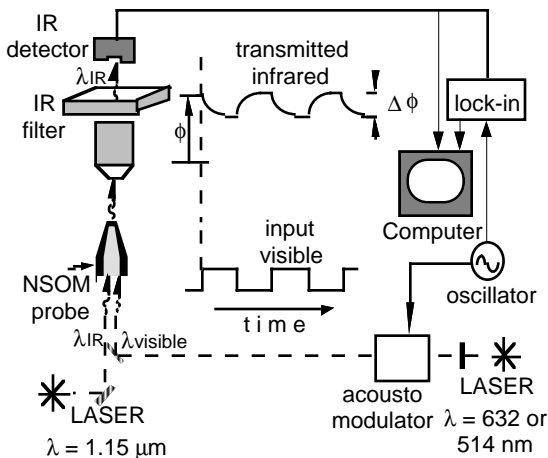 IR
detector
λIR
IR
filter
transmitted
infrared
ϕ
Δ ϕ
lock-in
Computer
oscillator
input
visible
time
NSOM
probe
λIR
λvisible
acousto
modulator
LASER
λ = 632 or
514 nm
LASER
λ = 1.15 μm